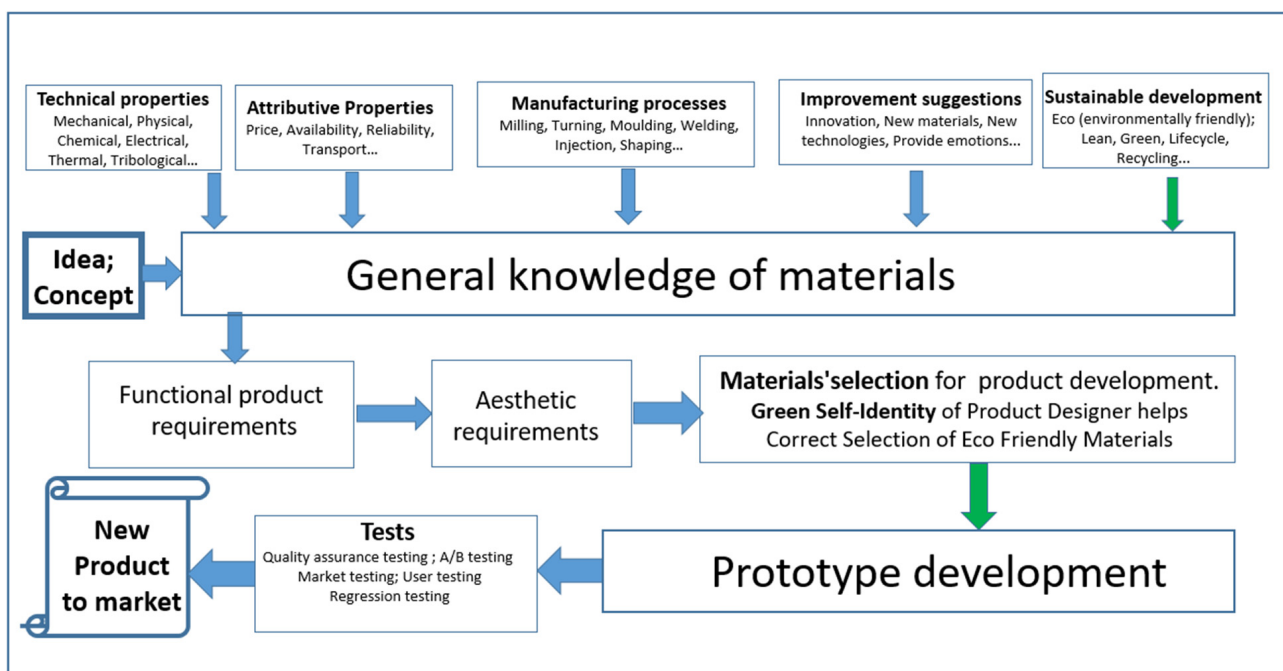 Technical properties
Mechanical, Physical,
Chemical, Electrical,
Thermal, Tribological...
Attributive Properties
Price, Availability, Reliability,
Transport...
Manufacturing processes
Milling, Turning, Moulding, Welding,
Injection, Shaping...
Improvement suggestions
Innovation, New materials, New
technologies, Provide emotions...
Sustainable development
Eco (environmentally friendly);
Lean, Green, Lifecycle,
Recycling...
Idea;
Concept
General knowledge of materials
Functional product
requirements
Aesthetic
requirements
Materials'selection for product development.
Green Self-Identity of Product Designer helps
Correct Selection of Eco Friendly Materials
New
Product
to market
Tests
Quality assurance testing ; A/B testing
Market testing; User testing
Regression testing
Prototype development